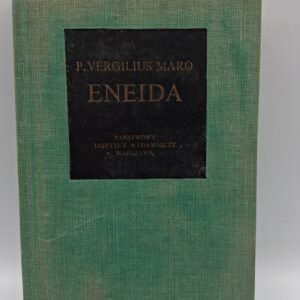 P. VERGILIUS MARO
ENEIDA
PAŃSTWOWY
INSTYTUT WYDAWNICZY
WARSZAWA